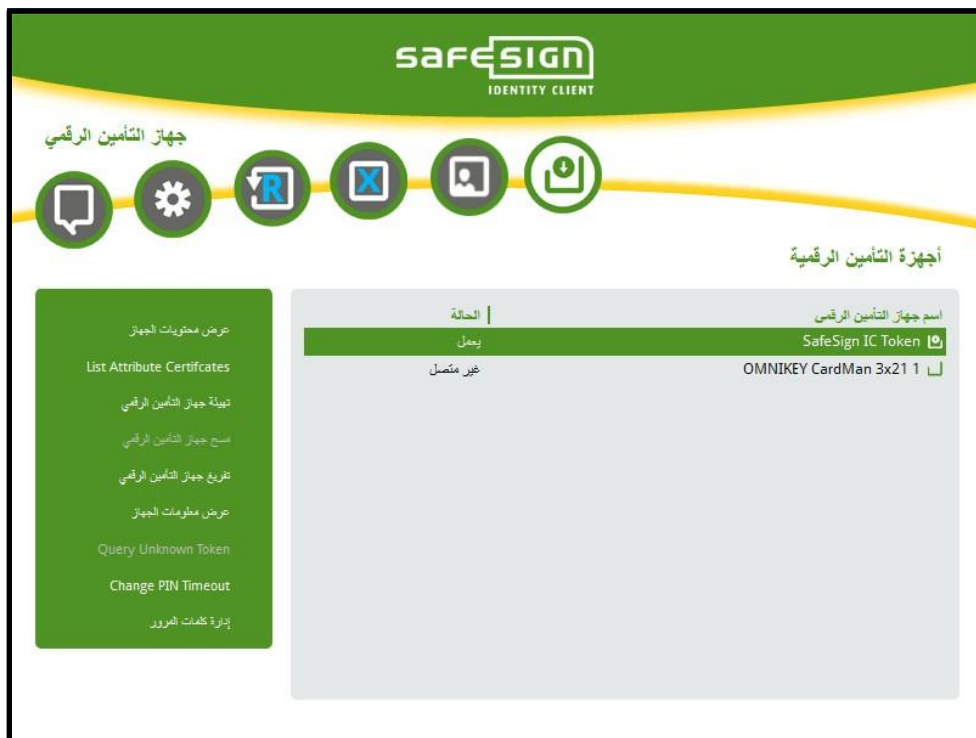 safesign
IDENTITY CLIENT
جهاز التأمين الرقمي
R X
أجهزة التأمين الرقمية
اسم جهاز التأمين الرقمى الحالة
SafeSign IC Token يعمل
OMNIKEY CardMan 3x21 1 غير متصل
عرض محتويات الجهاز
List Attribute Certifcates
تهيئة جهاز التأمين الرقمي
مسح جهاز التأمين الرقمي
تفريغ جهاز التأمين الرقمي
عرض معلومات الجهاز
Query Unknown Token
Change PIN Timeout
إدارة كلمات المرور